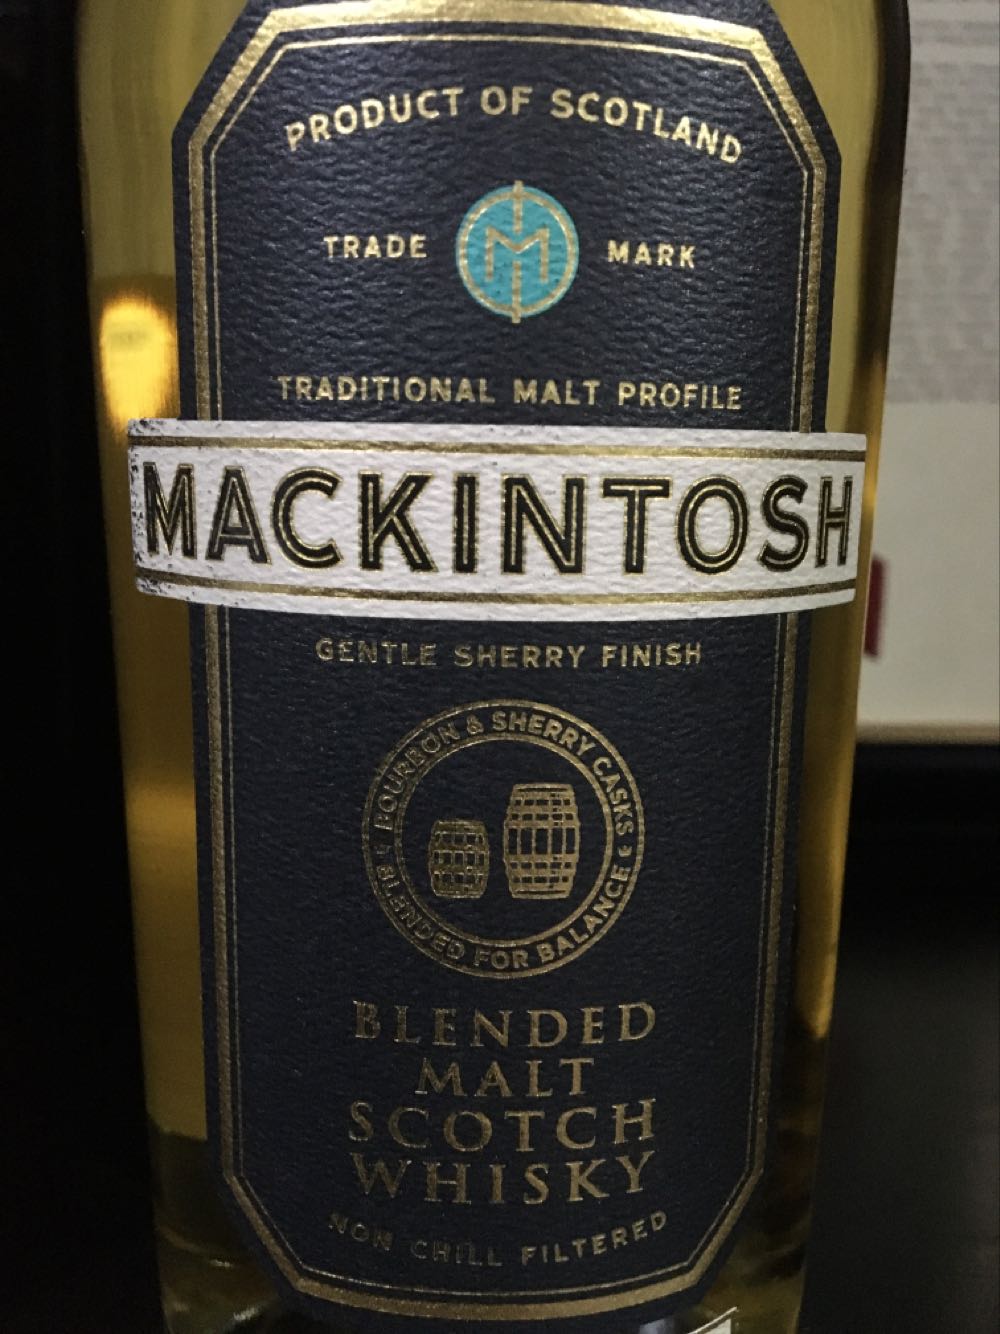 PRODUCT OF SCOTLAND
TRADE M MARK
TRADITIONAL MALT PROFILE
MACKINTOSH
GENTLE SHERRY FINISH
BOURBON & SHERRY CASKS
BLENDED FOR BALANCE
BLENDED
MALT
SCOTCH
WHISKY
NON CHILL FILTERED